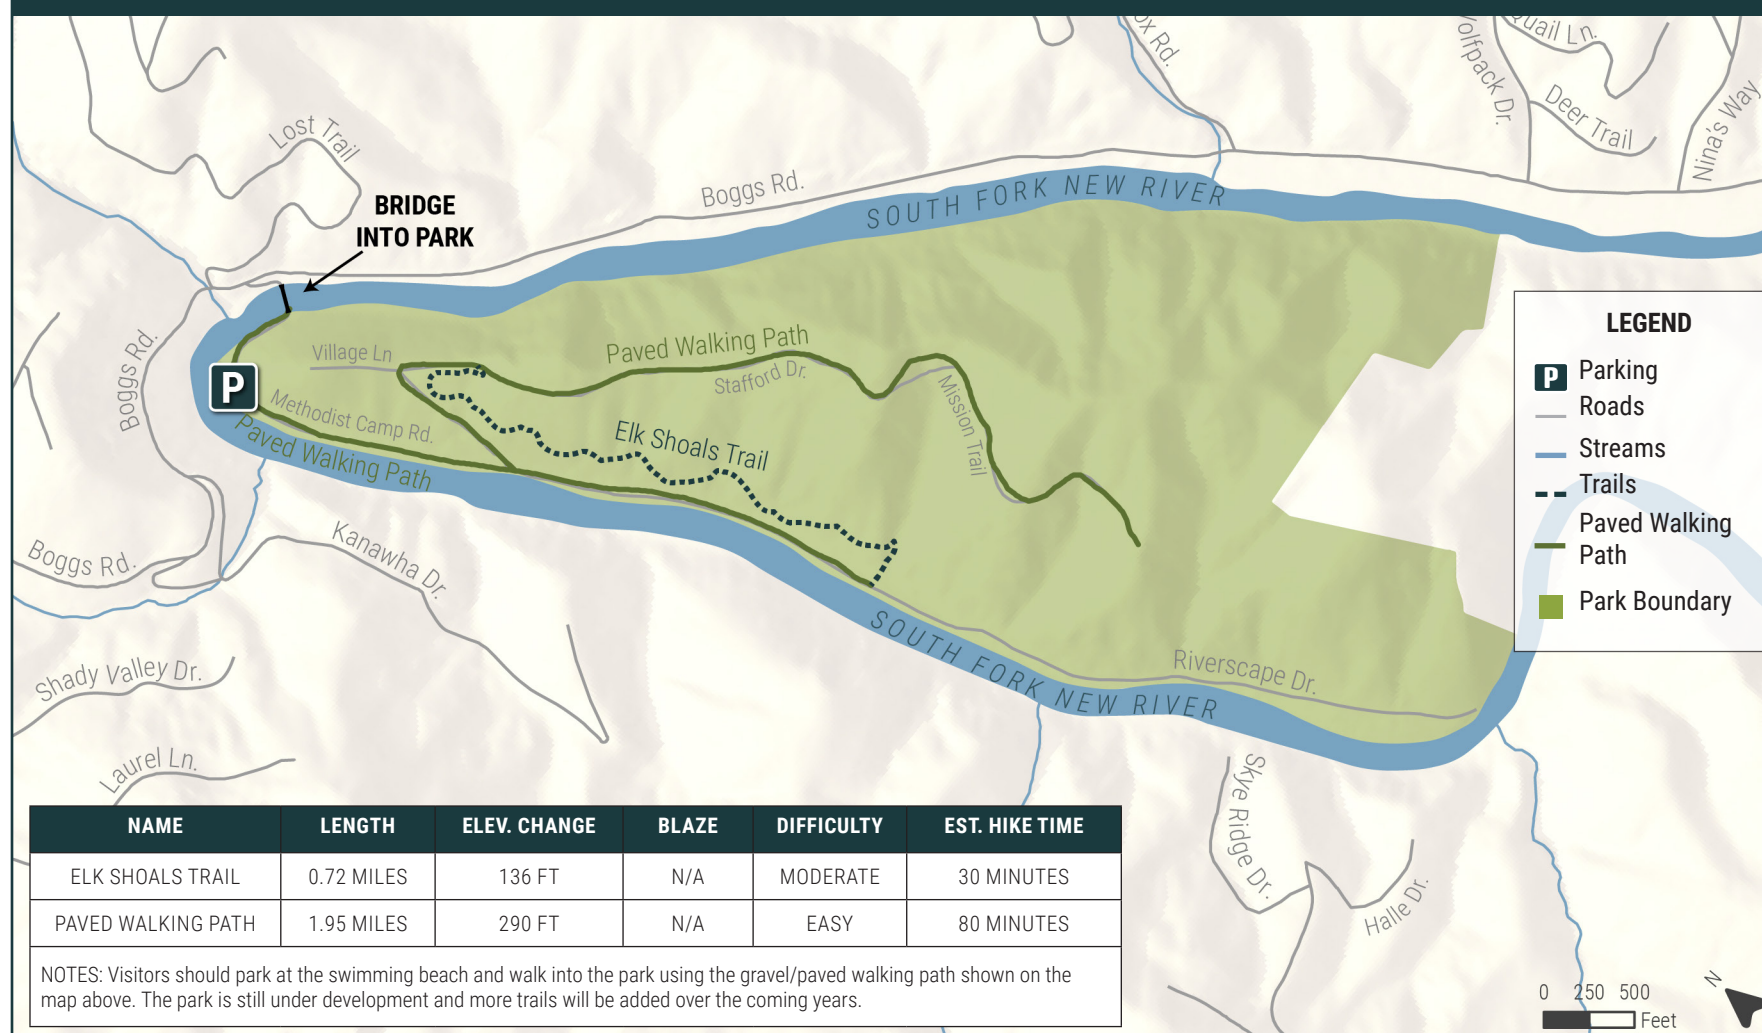 Quail Ln.
Deer Trail
Nina's Way
Lost Trail
Boggs Rd.
BRIDGE
INTO PARK
SOUTH FORK NEW RIVER
Boggs Rd.
Village Ln
Paved Walking Path
Stafford Dr.
Mission Trail
P
Methodist Camp Rd.
Paved Walking Path
Elk Shoals Trail
Boggs Rd.
Kanawha Dr.
SOUTH FORK NEW RIVER
Riverscape Dr.
Shady Valley Dr.
Laurel Ln.
Skye Ridge Dr.
Halle Dr.
LEGEND
P Parking
Roads
Streams
Trails
Paved Walking
Path
Park Boundary
NAME LENGTH ELEV. CHANGE BLAZE DIFFICULTY EST. HIKE TIME
ELK SHOALS TRAIL 0.72 MILES 136 FT N/A MODERATE 30 MINUTES
PAVED WALKING PATH 1.95 MILES 290 FT N/A EASY 80 MINUTES
NOTES: Visitors should park at the swimming beach and walk into the park using the gravel/paved walking path shown on the
map above. The park is still under development and more trails will be added over the coming years.
N
0 250 500
Feet